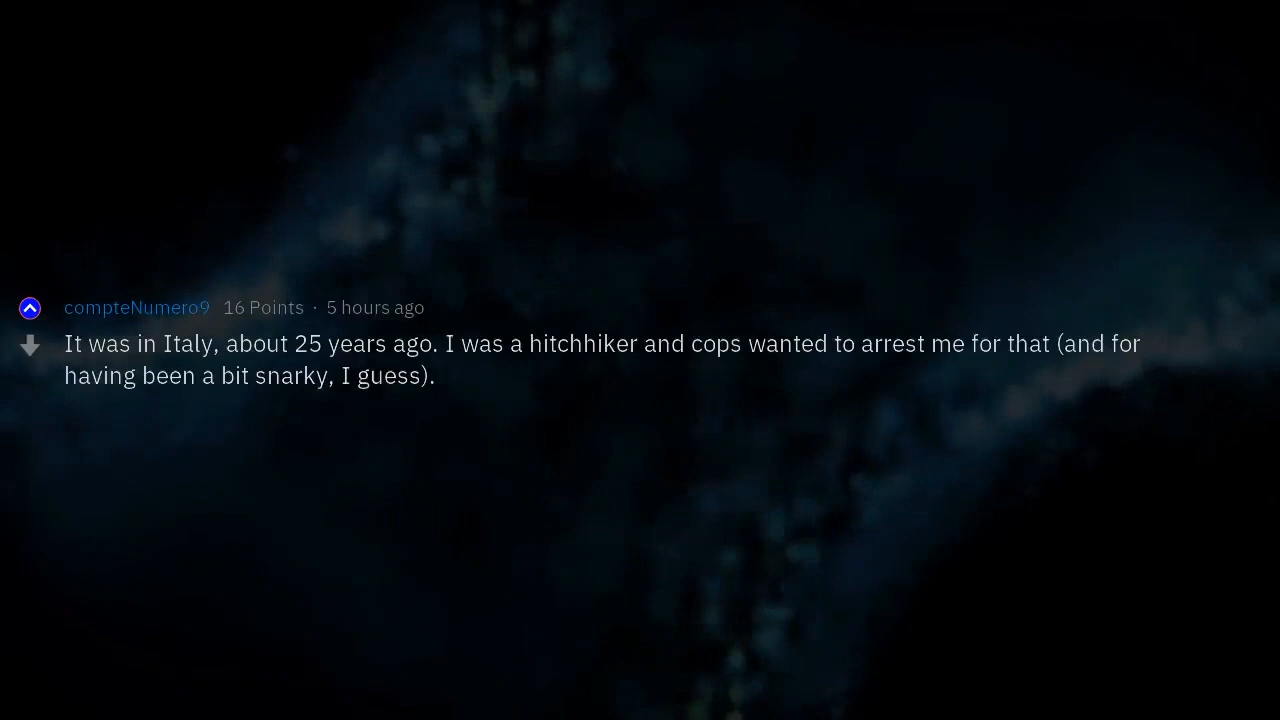 compteNumero9 16 Points · 5 hours ago
It was in Italy, about 25 years ago. I was a hitchhiker and cops wanted to arrest me for that (and for
having been a bit snarky, I guess).